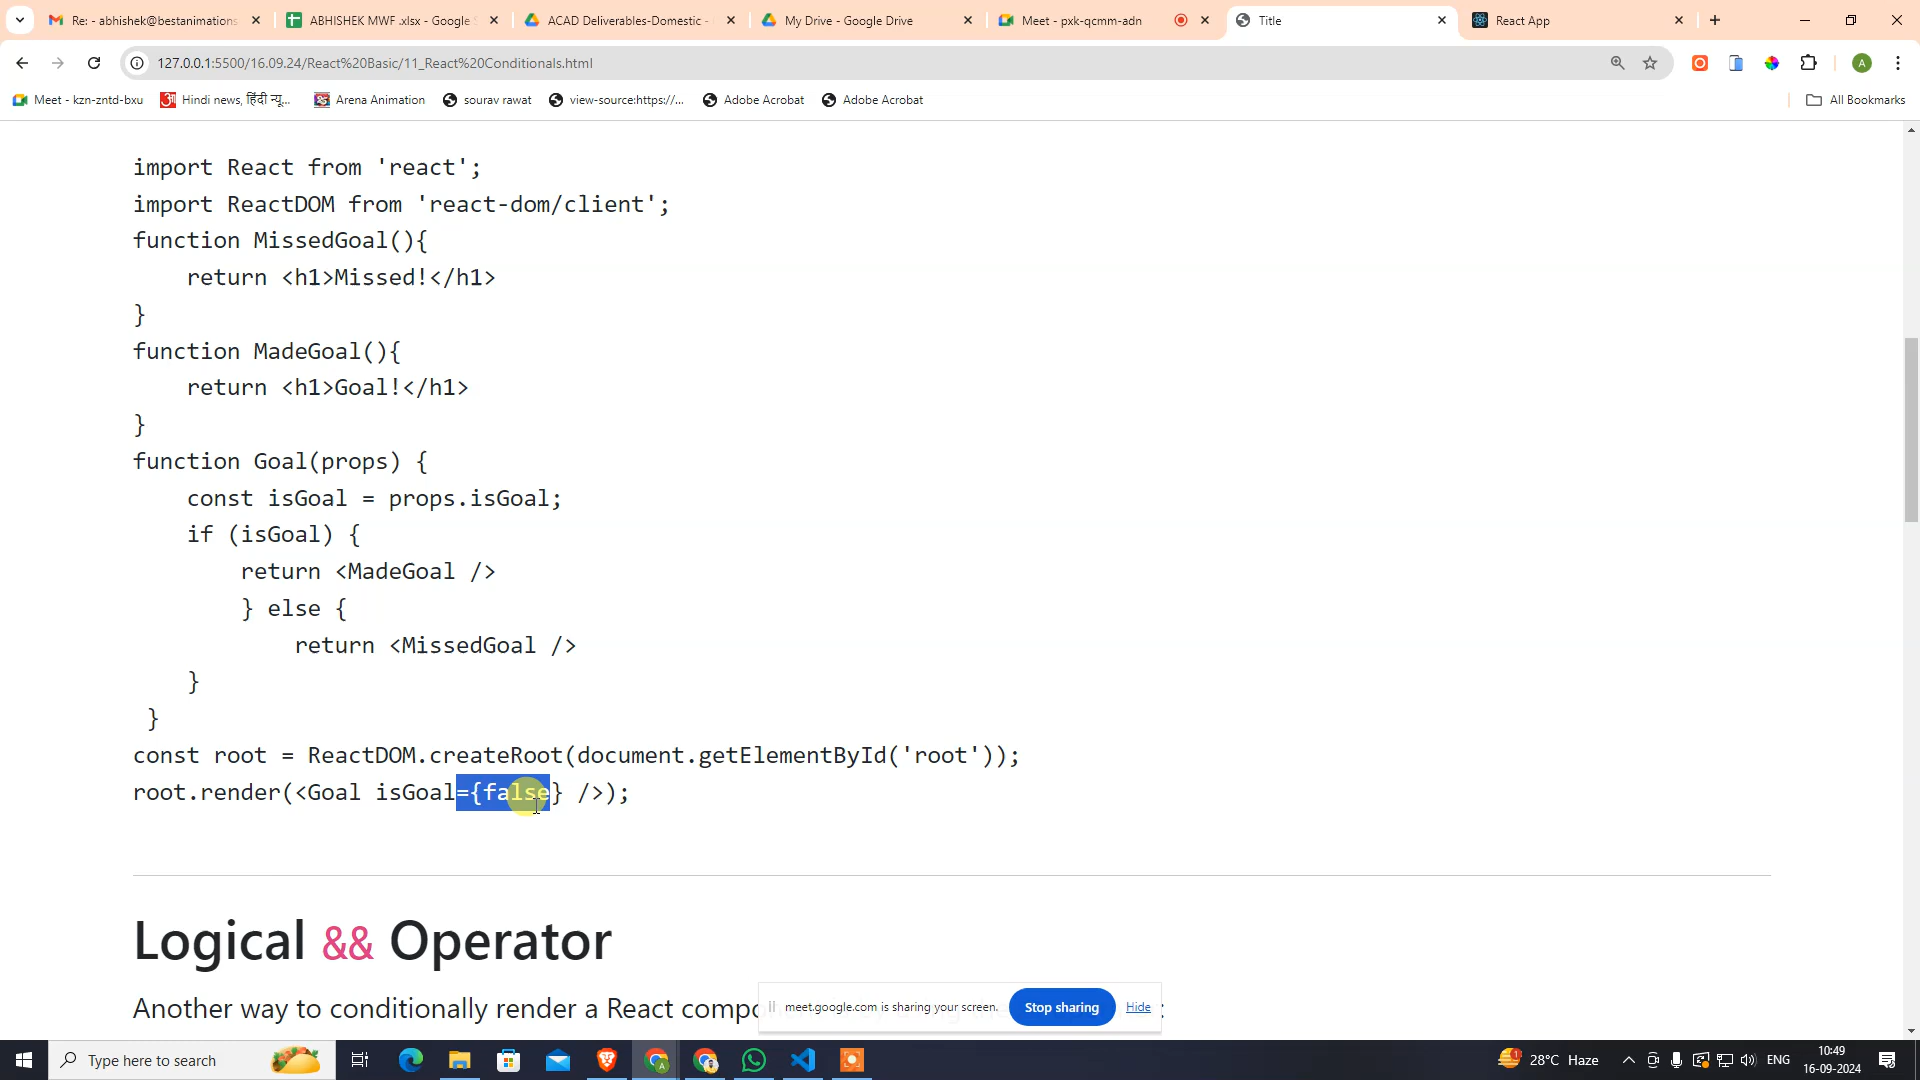 Re: - abhishek@bestanimations
ABHISHEK MWF .xlsx - Google S
ACAD Deliverables-Domestic -
My Drive - Google Drive
Meet - pxk-qcmm-adn
Title
React App
127.0.0.1:5500/16.09.24/React%20Basic/11_React%20Conditionals.html
A
Meet - kzn-zntd-bxu
Hindi news, हिंदी न्यू...
Arena Animation
sourav rawat
view-source:https://...
Adobe Acrobat
Adobe Acrobat
All Bookmarks
import React from 'react';
import ReactDOM from 'react-dom/client';
function MissedGoal(){
return <h1>Missed!</h1>
}
function MadeGoal(){
return <h1>Goal!</h1>
}
function Goal(props) {
const isGoal = props.isGoal;
if (isGoal) {
return <MadeGoal />
} else {
return <MissedGoal />
}
}
const root = ReactDOM.createRoot(document.getElementById('root'));
root.render(<Goal isGoal={false} />);
Logical && Operator
Another way to conditionally render a React compo
meet.google.com is sharing your screen.
Stop sharing
Hide
Type here to search
28°C Haze
ENG
10:49
16-09-2024